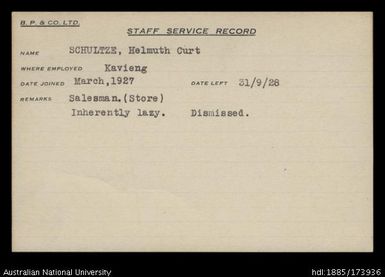 B. P. & CO. LTD.
STAFF SERVICE RECORD
NAME SCHULTZE, Helmuth Curt
WHERE EMPLOYED Kavieng
DATE JOINED March,1927 DATE LEFT 31/9/28
REMARKS Salesman.(Store)
Inherently lazy. Dismissed.
Australian National University hdl:1885/173936